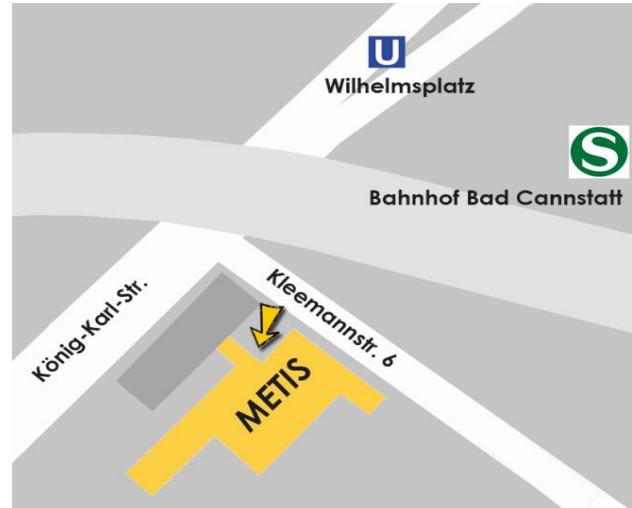 U
Wilhelmsplatz
S
Bahnhof Bad Cannstatt
König-Karl-Str.
Kleemannstr. 6
METIS